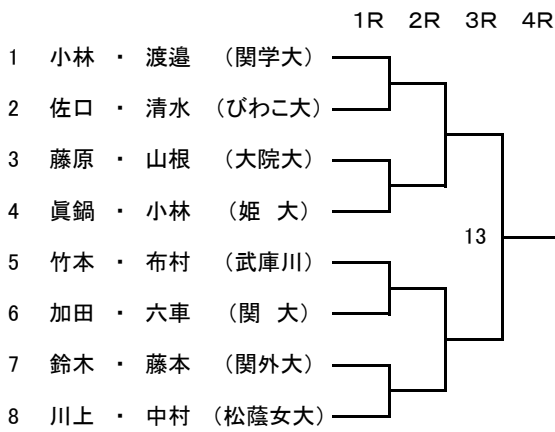 1R 2R 3R 4R
1 小林 ・ 渡邉 （関学大）
2 佐口 ・ 清水 （びわこ大）
3 藤原 ・ 山根 （大院大）
4 眞鍋 ・ 小林 （姫 大）
13
5 竹本 ・ 布村 （武庫川）
6 加田 ・ 六車 （関 大）
7 鈴木 ・ 藤本 （関外大）
8 川上 ・ 中村 （松蔭女大）